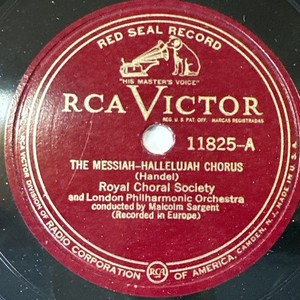 RED SEAL RECORD
"HIS MASTER'S VOICE"
RCA VICTOR
REG. U.S. PAT. OFF. MARCAS REGISTRADAS
11825-A
THE MESSIAH-HALLELUJAH CHORUS
(Handel)
Royal Choral Society
and London Philharmonic Orchestra
conducted by Malcolm Sargent
(Recorded in Europe)
RCA VICTOR DIVISION OF RADIO CORPORATION OF AMERICA, CAMDEN, N. J. MADE IN U. S. A.
RCA